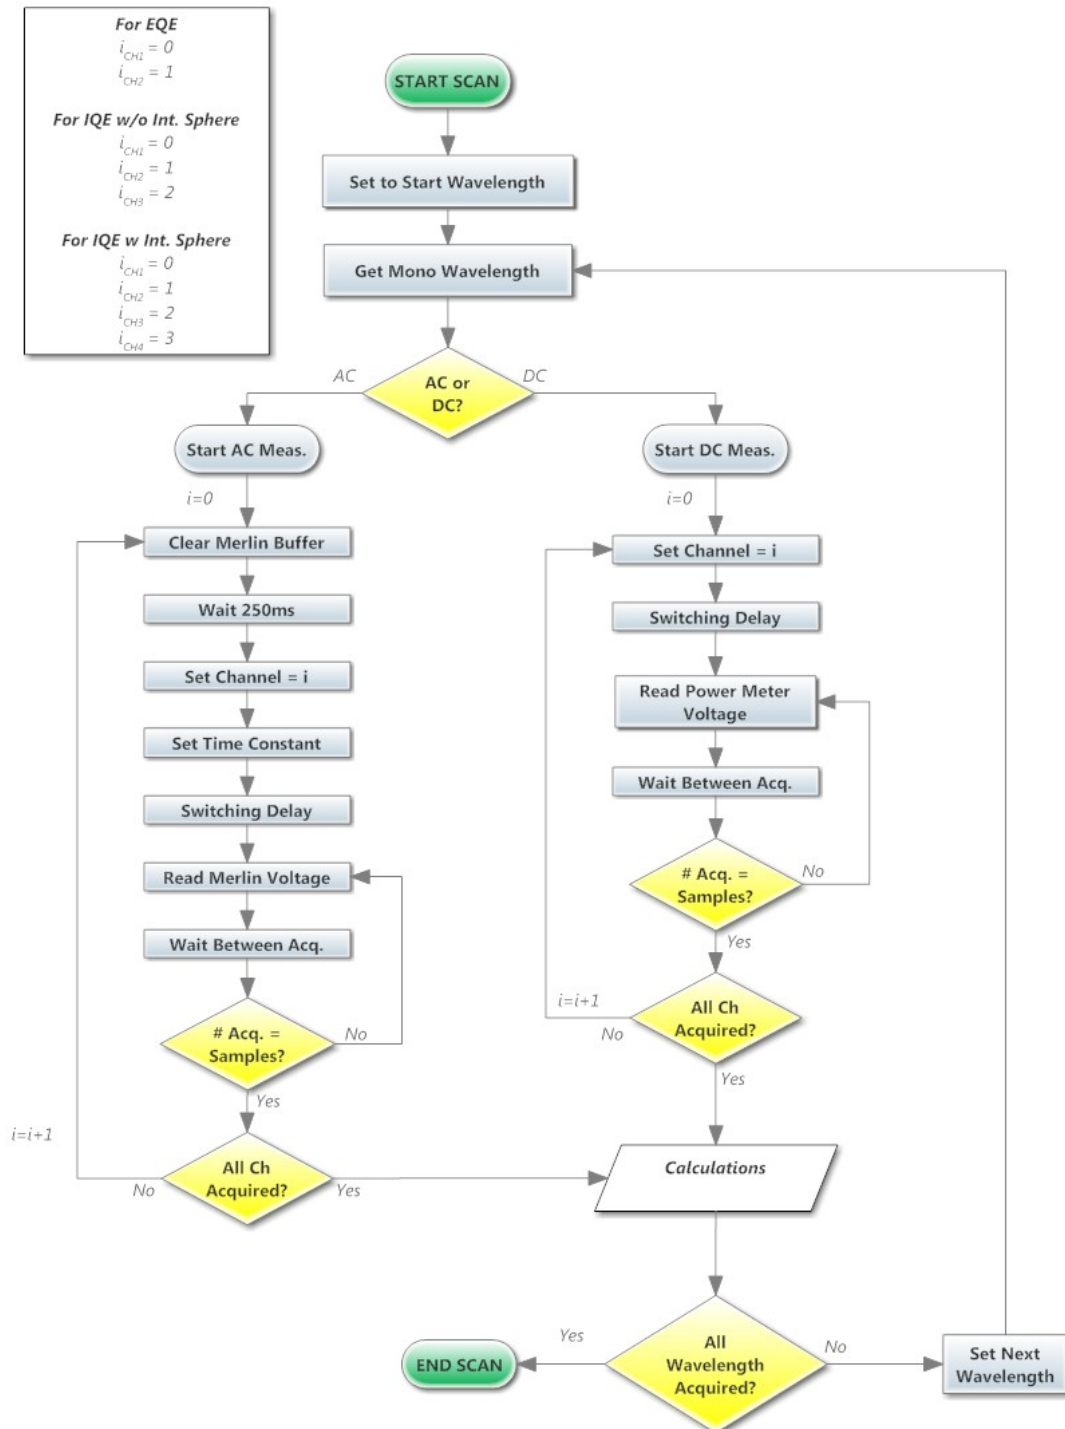 For EQE
iCH1 = 0
iCH2 = 1
For IQE w/o Int. Sphere
iCH1 = 0
iCH2 = 1
iCH3 = 2
For IQE w Int. Sphere
iCH1 = 0
iCH2 = 1
iCH3 = 2
iCH4 = 3
START SCAN
Set to Start Wavelength
Get Mono Wavelength
AC
AC or
DC?
DC
Start AC Meas.
i=0
Clear Merlin Buffer
Wait 250ms
Set Channel = i
Set Time Constant
Switching Delay
Read Merlin Voltage
Wait Between Acq.
# Acq. =
Samples?
No
Yes
i=i+1
All Ch
Acquired?
No
Yes
Start DC Meas.
i=0
Set Channel = i
Switching Delay
Read Power Meter
Voltage
Wait Between Acq.
# Acq. =
Samples?
No
Yes
i=i+1
All Ch
Acquired?
No
Yes
Calculations
All
Wavelength
Acquired?
Yes
END SCAN
No
Set Next
Wavelength